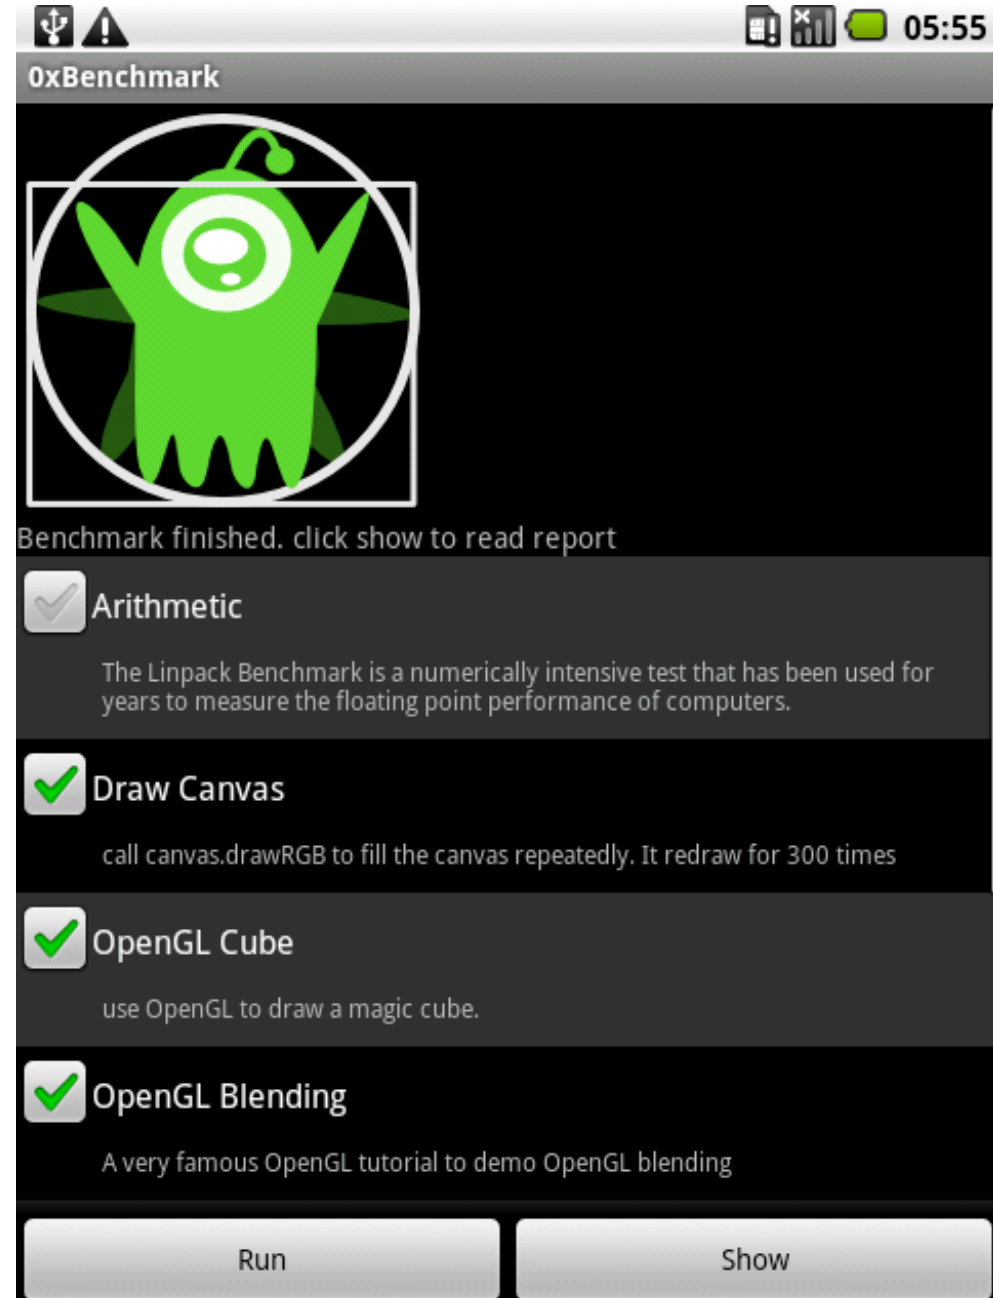 05:55
0xBenchmark
Benchmark finished. click show to read report
Arithmetic
The Linpack Benchmark is a numerically intensive test that has been used for
years to measure the floating point performance of computers.
Draw Canvas
call canvas.drawRGB to fill the canvas repeatedly. It redraw for 300 times
OpenGL Cube
use OpenGL to draw a magic cube.
OpenGL Blending
A very famous OpenGL tutorial to demo OpenGL blending
Run
Show